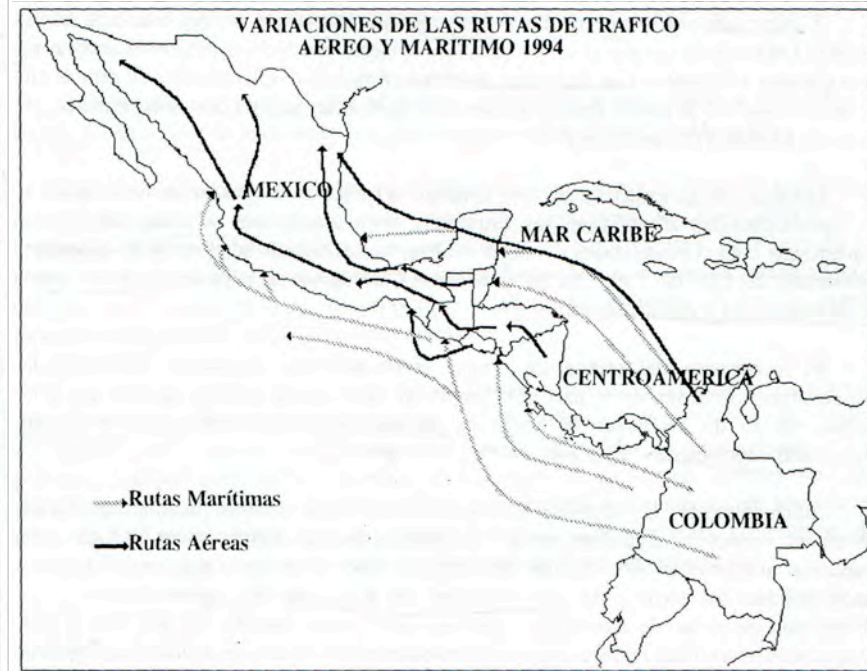 VARIACIONES DE LAS RUTAS DE TRAFICO
AEREO Y MARITIMO 1994
MEXICO
MAR CARIBE
CENTROAMERICA
COLOMBIA
Rutas Marítimas
Rutas Aéreas